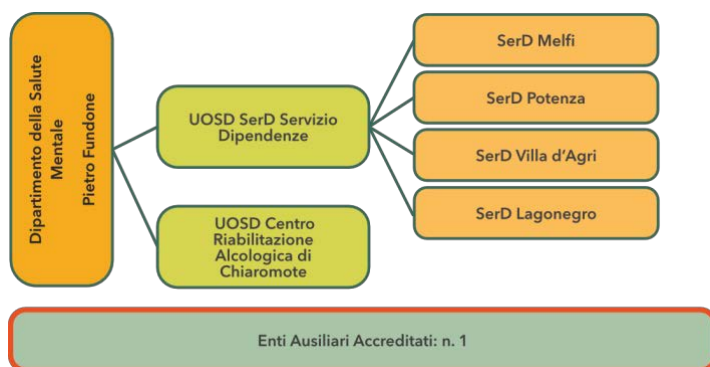 Dipartimento della Salute
Mentale
Pietro Fundone
UOSD SerD Servizio
Dipendenze
UOSD Centro
Riabilitazione
Alcologica di
Chiaromote
SerD Melfi
SerD Potenza
SerD Villa d'Agri
SerD Lagonegro
Enti Ausiliari Accreditati: n. 1